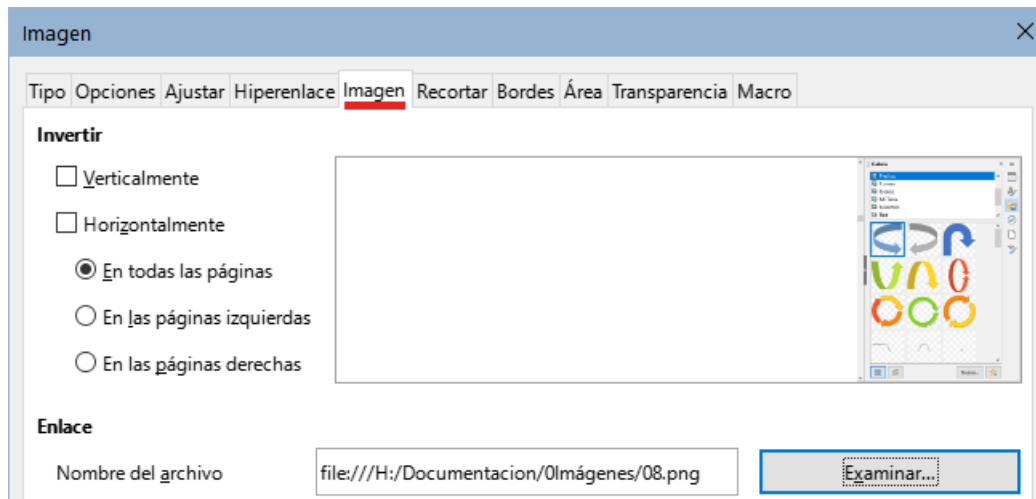 Imagen
Tipo Opciones Ajustar Hiperenlace Imagen Recortar Bordes Área Transparencia Macro
Invertir
Verticalmente
Horizontalmente
En todas las páginas
En las páginas izquierdas
En las páginas derechas
Enlace
Nombre del archivo file:///H:/Documentacion/0Imágenes/08.png Examinar...